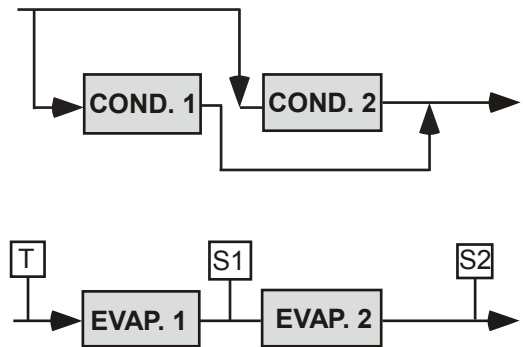 COND. 1
COND. 2
T
S1
S2
EVAP. 1
EVAP. 2